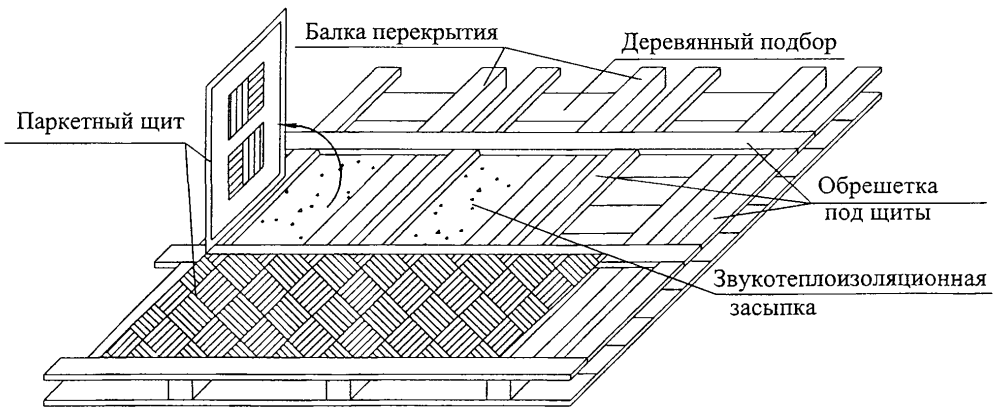 Балка перекрытия
Деревянный подбор
Паркетный щит
Обрешетка
под щиты
Звукотеплоизоляционная
засыпка